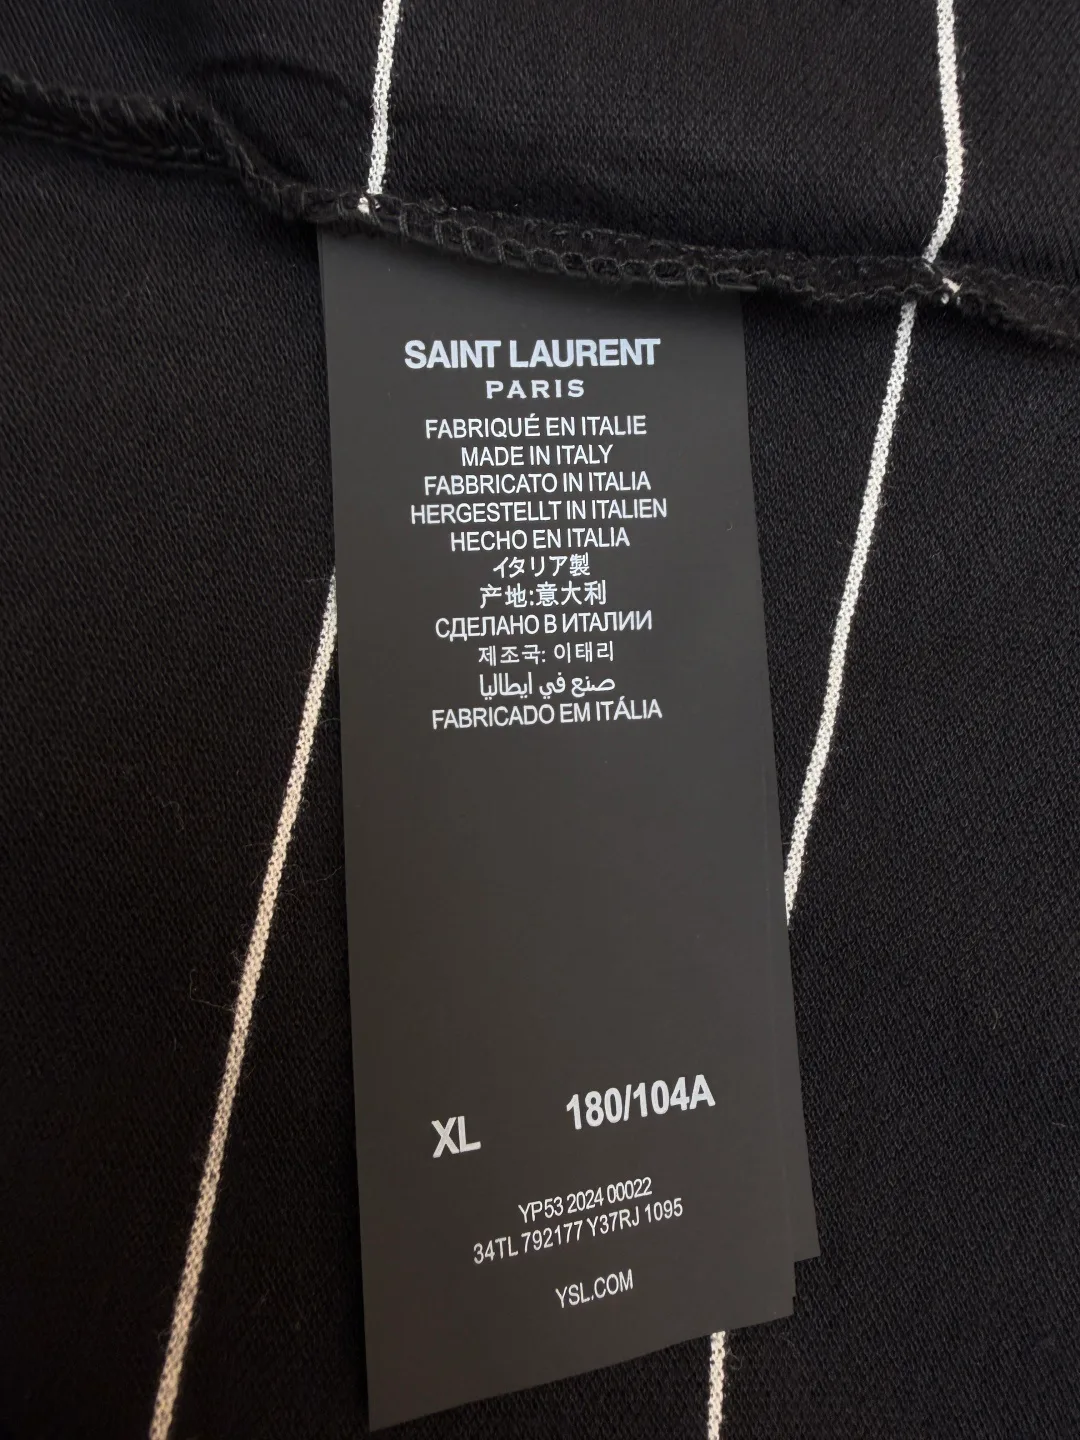 SAINT LAURENT
PARIS
FABRIQUÉ EN ITALIE
MADE IN ITALY
FABBRICATO IN ITALIA
HERGESTELLT IN ITALIEN
HECHO EN ITALIA
イタリア製
产地:意大利
СДЕЛАНО В ИТАЛИИ
제조국: 이태리
صنع في ايطاليا
FABRICADO EM ITÁLIA
XL 180/104A
YP53 2024 00022
34TL 792177 Y37RJ 1095
YSL.COM